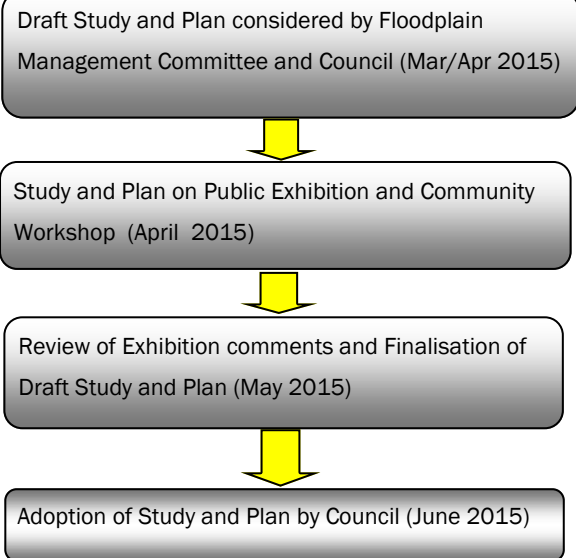 Draft Study and Plan considered by Floodplain
Management Committee and Council (Mar/Apr 2015)
Study and Plan on Public Exhibition and Community
Workshop (April 2015)
Review of Exhibition comments and Finalisation of
Draft Study and Plan (May 2015)
Adoption of Study and Plan by Council (June 2015)